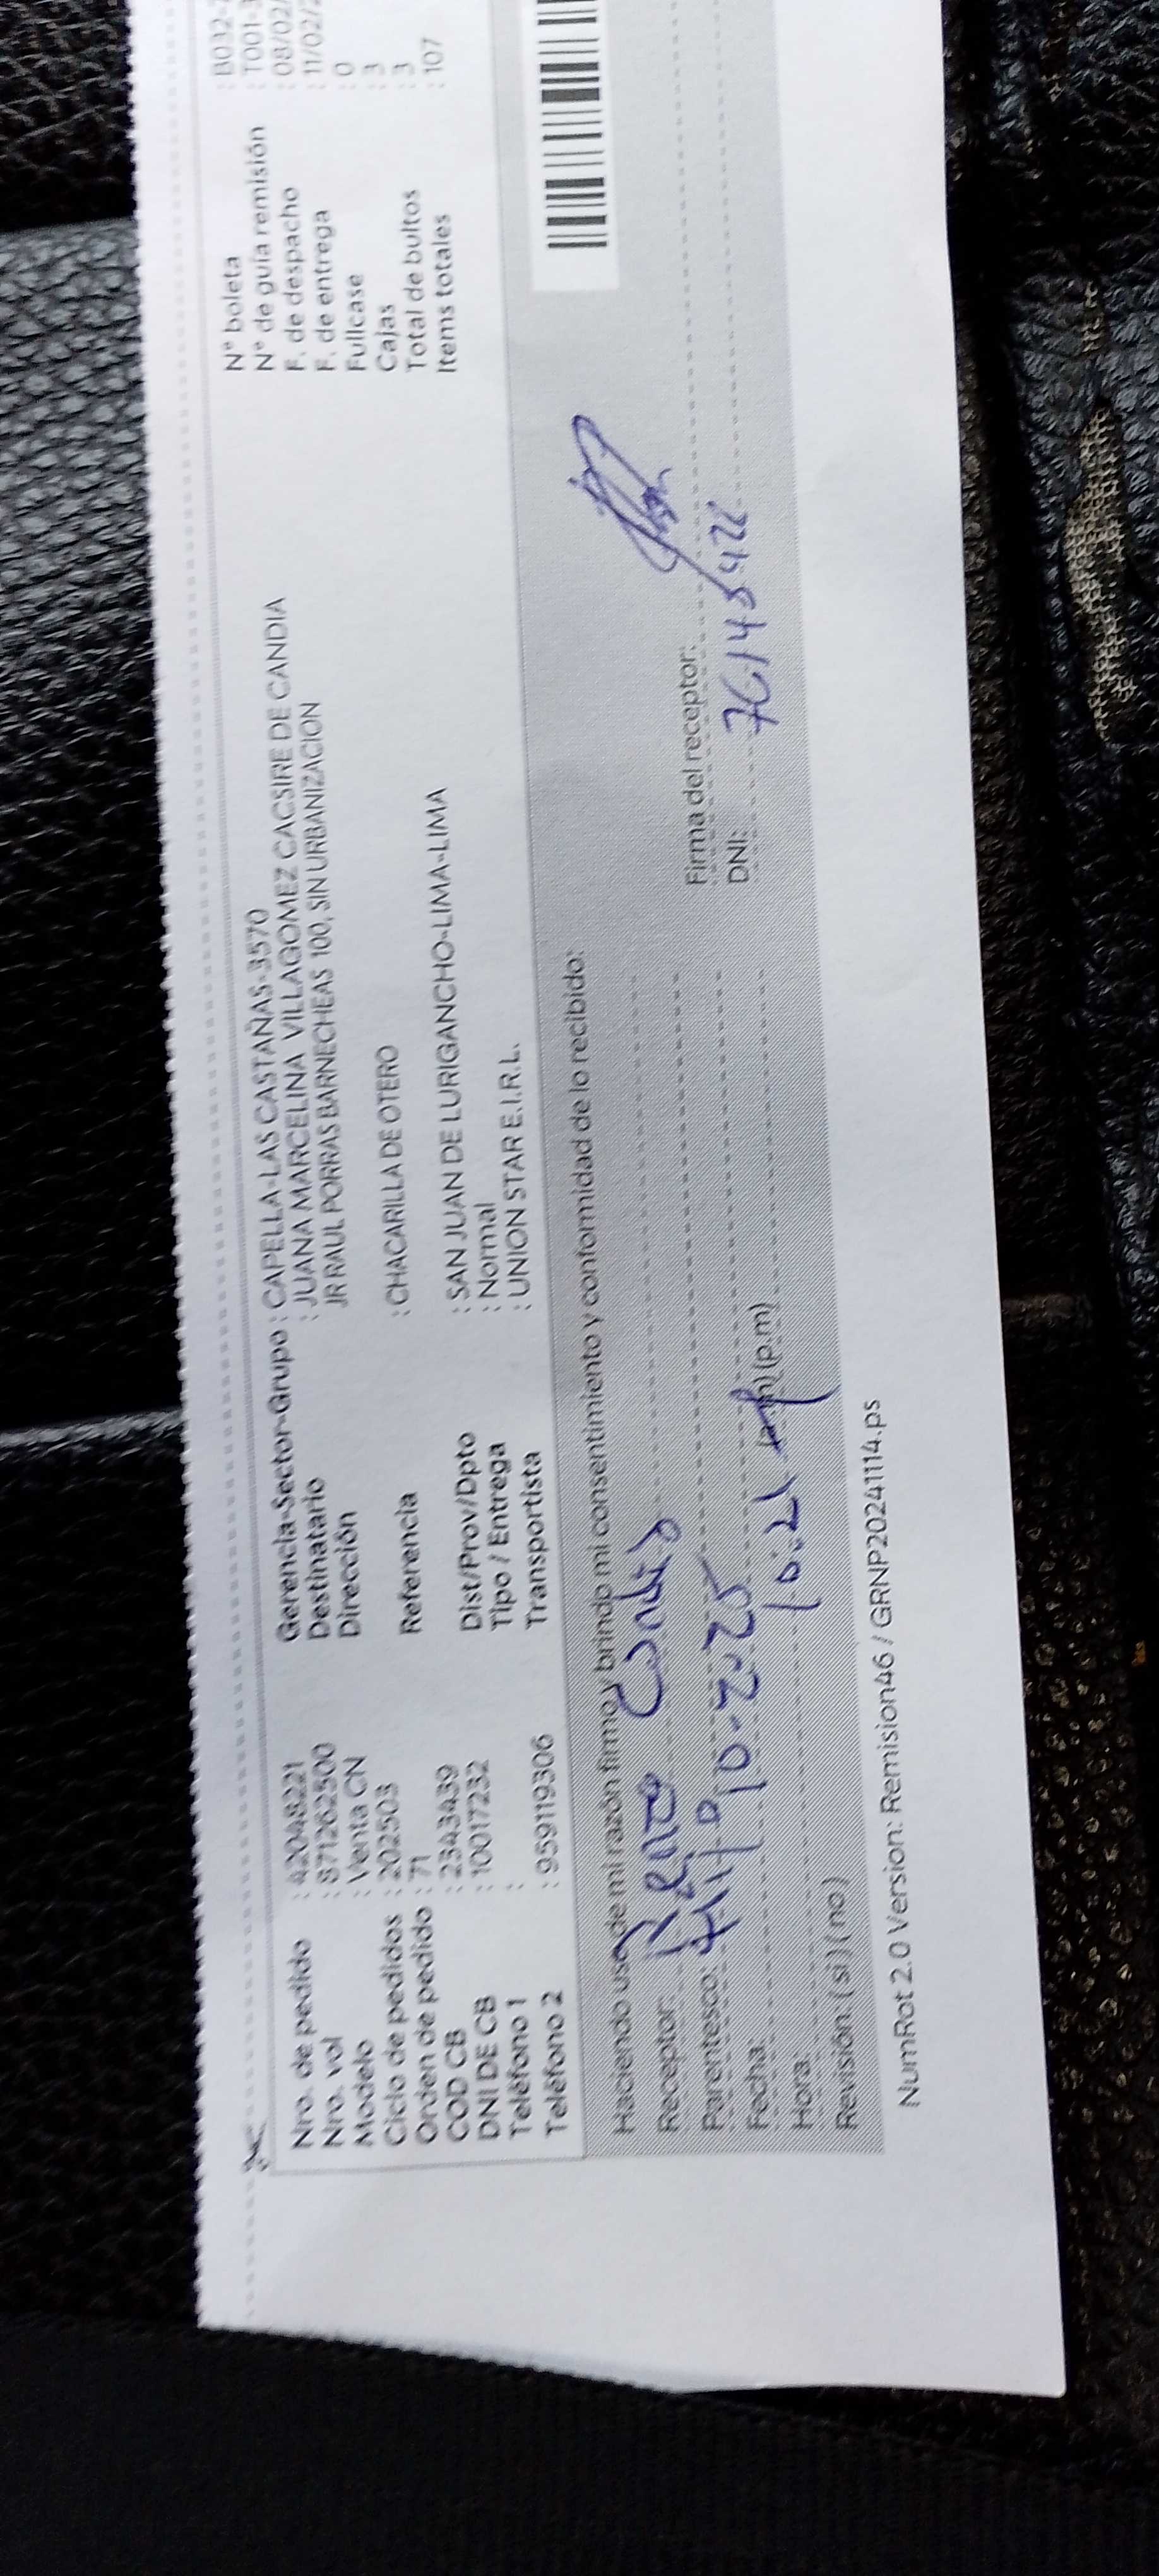 Nro. de pedido : 42048221
Nro. vol : 871262500
Modelo : Venta CN
Ciclo de pedidos : 202503
Orden de pedido : 71
COD CB : 2343439
DNI DE CB : 10017232
Teléfono 1 :
Teléfono 2 : 959119306
Gerencia-Sector-Grupo : CAPELLA-LAS CASTAÑAS-3570
Destinatario : JUANA MARCELINA VILLAGOMEZ CACSIRE DE CANDIA
Dirección JR RAUL PORRAS BARNECHEAS 100, SIN URBANIZACION
Referencia : CHACARILLA DE OTERO
Dist/Prov/Dpto : SAN JUAN DE LURIGANCHO-LIMA-LIMA
Tipo / Entrega : Normal
Transportista : UNION STAR E.I.R.L.
N° boleta : B032-
N° de guía remisión : T001-
F. de despacho : 08/02/
F. de entrega : 11/02/2
Fullcase : 0
Cajas : 3
Total de bultos : 3
Items totales : 107
Haciendo uso de mi razón firmo y brindo mi consentimiento y conformidad de lo recibido:
Receptor:
Parentesco:
Fecha: 10-2-25
Hora: 10:21 (a.m) (p.m)
Revisión: ( si ) ( no )
Firma del receptor:
DNI:
NumRot 2.0 Version: Remision46 / GRNP20241114.ps